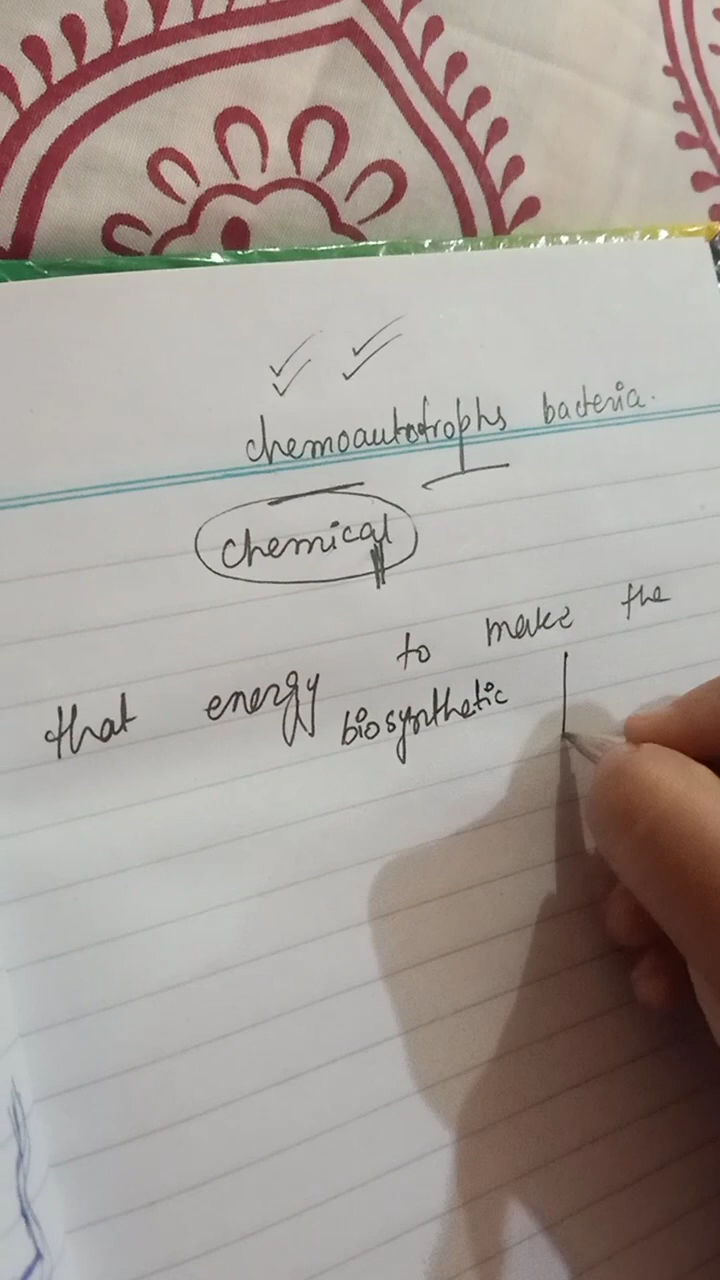 chemoautotrophs bacteria.
chemical
that energy to make the
biosynthetic